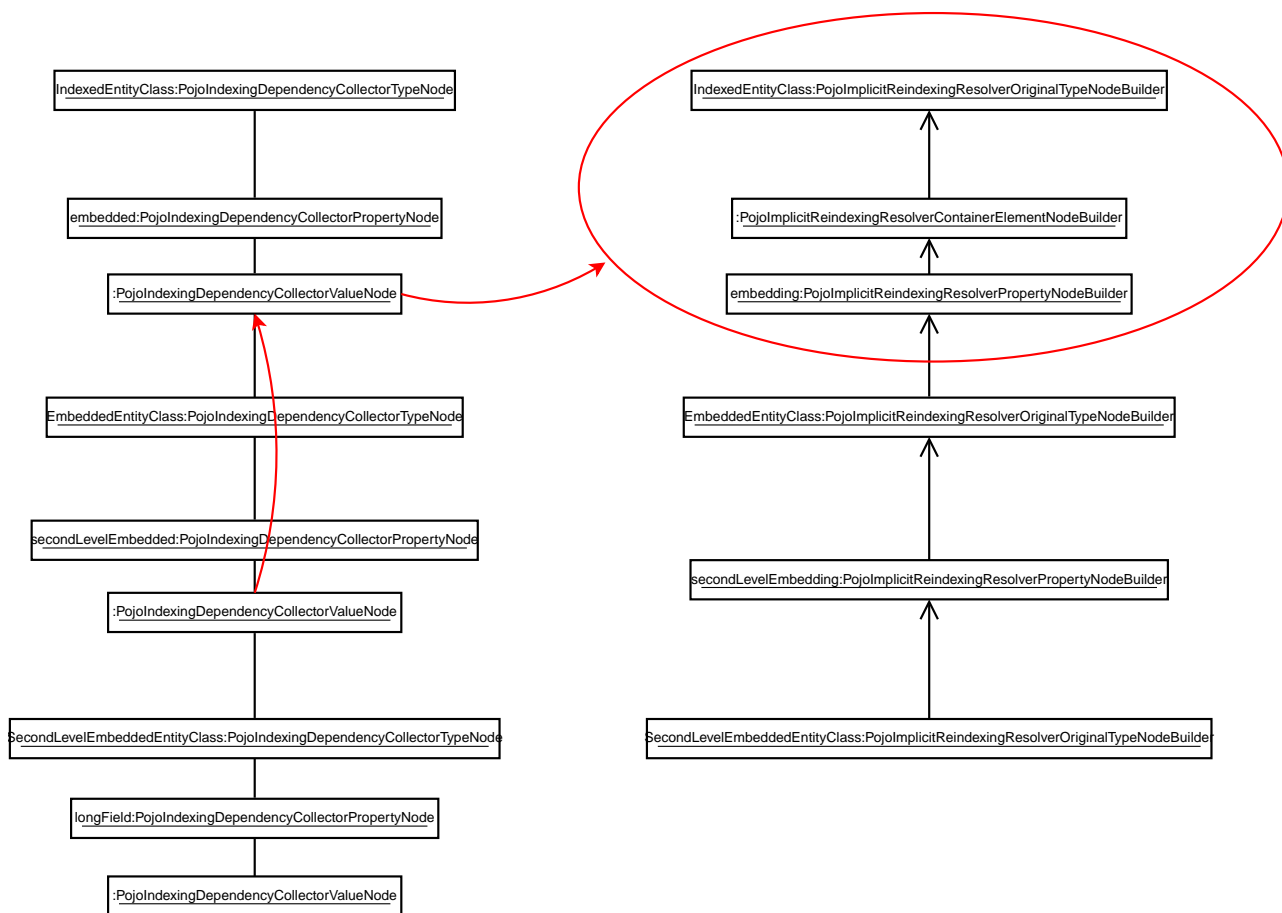 IndexedEntityClass:PojoIndexingDependencyCollectorTypeNode
embedded:PojoIndexingDependencyCollectorPropertyNode
:PojoIndexingDependencyCollectorValueNode
EmbeddedEntityClass:PojoIndexingDependencyCollectorTypeNode
secondLevelEmbedded:PojoIndexingDependencyCollectorPropertyNode
:PojoIndexingDependencyCollectorValueNode
SecondLevelEmbeddedEntityClass:PojoIndexingDependencyCollectorTypeNode
longField:PojoIndexingDependencyCollectorPropertyNode
:PojoIndexingDependencyCollectorValueNode
IndexedEntityClass:PojoImplicitReindexingResolverOriginalTypeNodeBuilder
:PojoImplicitReindexingResolverContainerElementNodeBuilder
embedding:PojoImplicitReindexingResolverPropertyNodeBuilder
EmbeddedEntityClass:PojoImplicitReindexingResolverOriginalTypeNodeBuilder
secondLevelEmbedding:PojoImplicitReindexingResolverPropertyNodeBuilder
SecondLevelEmbeddedEntityClass:PojoImplicitReindexingResolverOriginalTypeNodeBuilder